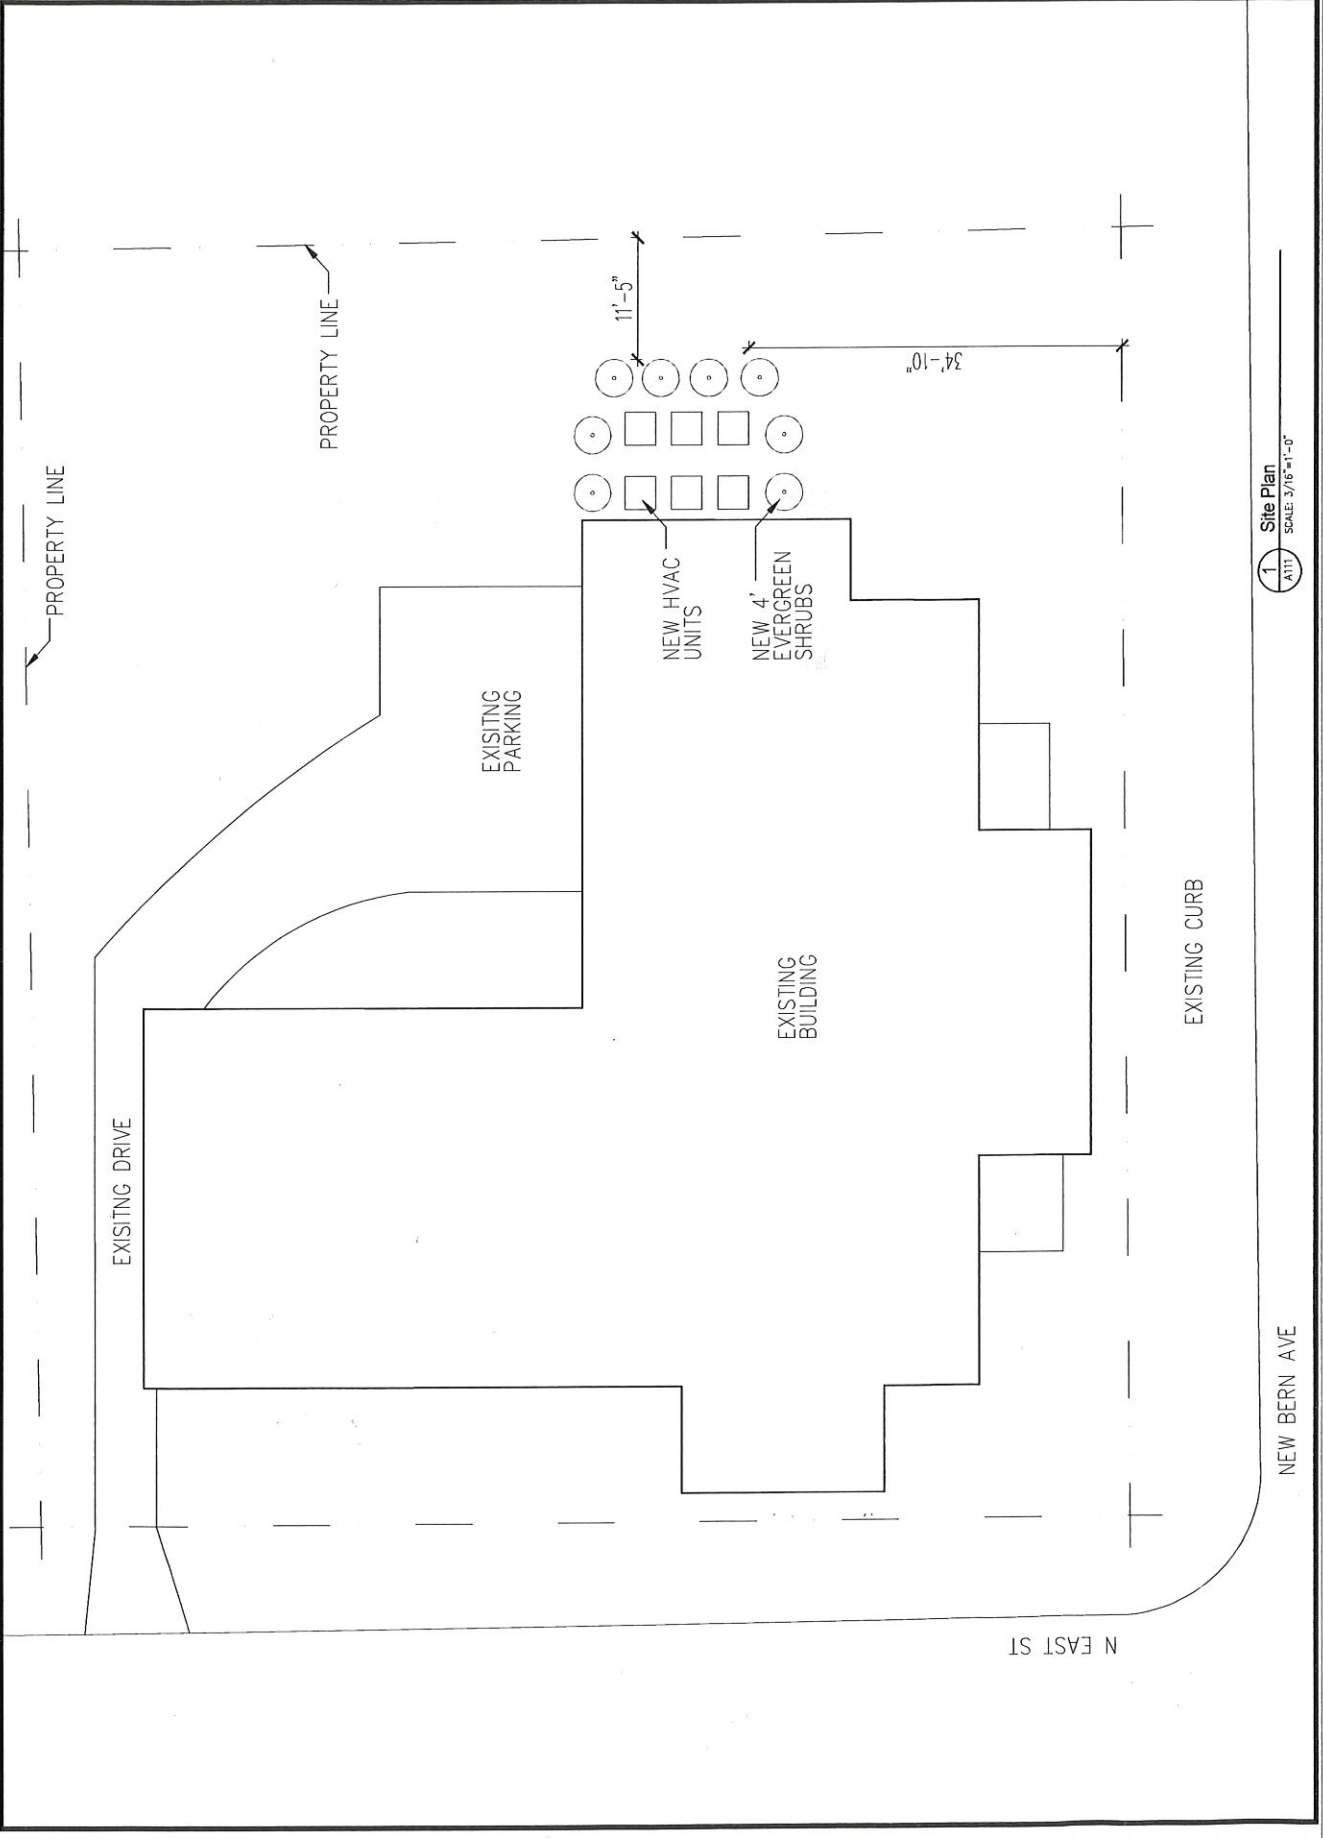 PROPERTY LINE
PROPERTY LINE
11'-5"
34'-10"
NEW HVAC
UNITS
NEW 4'
EVERGREEN
SHRUBS
EXISITNG
PARKING
EXISITNG DRIVE
EXISTING
BUILDING
EXISTING CURB
NEW BERN AVE
N EAST ST
1
A111
Site Plan
SCALE: 3/16"=1'-0"